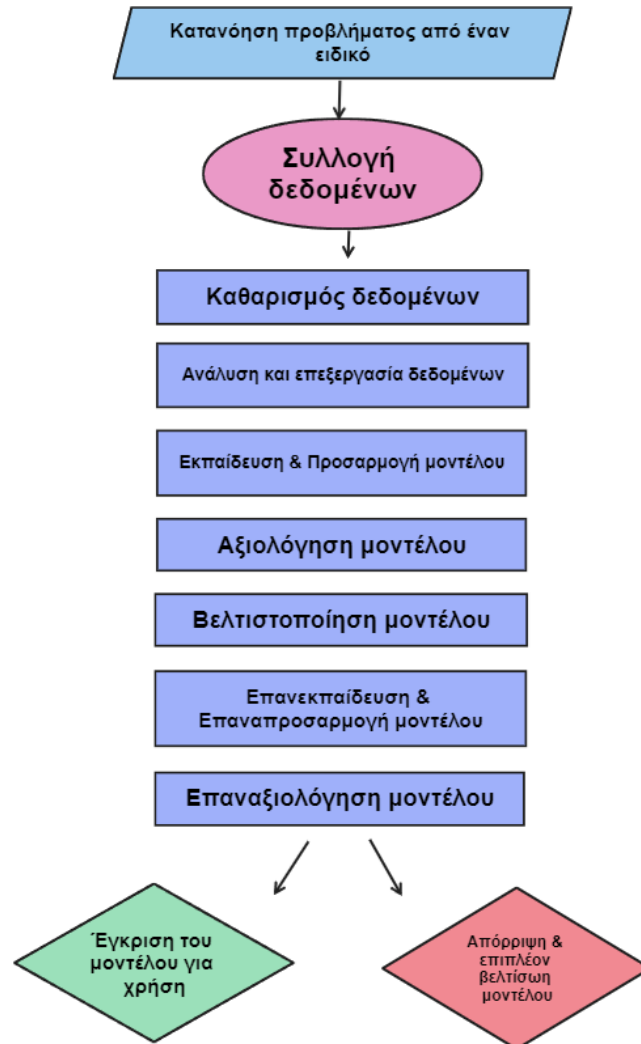 Κατανόηση προβλήματος από έναν
ειδικό
Συλλογή
δεδομένων
Καθαρισμός δεδομένων
Ανάλυση και επεξεργασία δεδομένων
Εκπαίδευση & Προσαρμογή μοντέλου
Αξιολόγηση μοντέλου
Βελτιστοποίηση μοντέλου
Επανεκπαίδευση &
Επαναπροσαρμογή μοντέλου
Επαναξιολόγηση μοντέλου
Έγκριση του
μοντέλου για
χρήση
Απόρριψη &
επιπλέον
βελτίσωη
μοντέλου